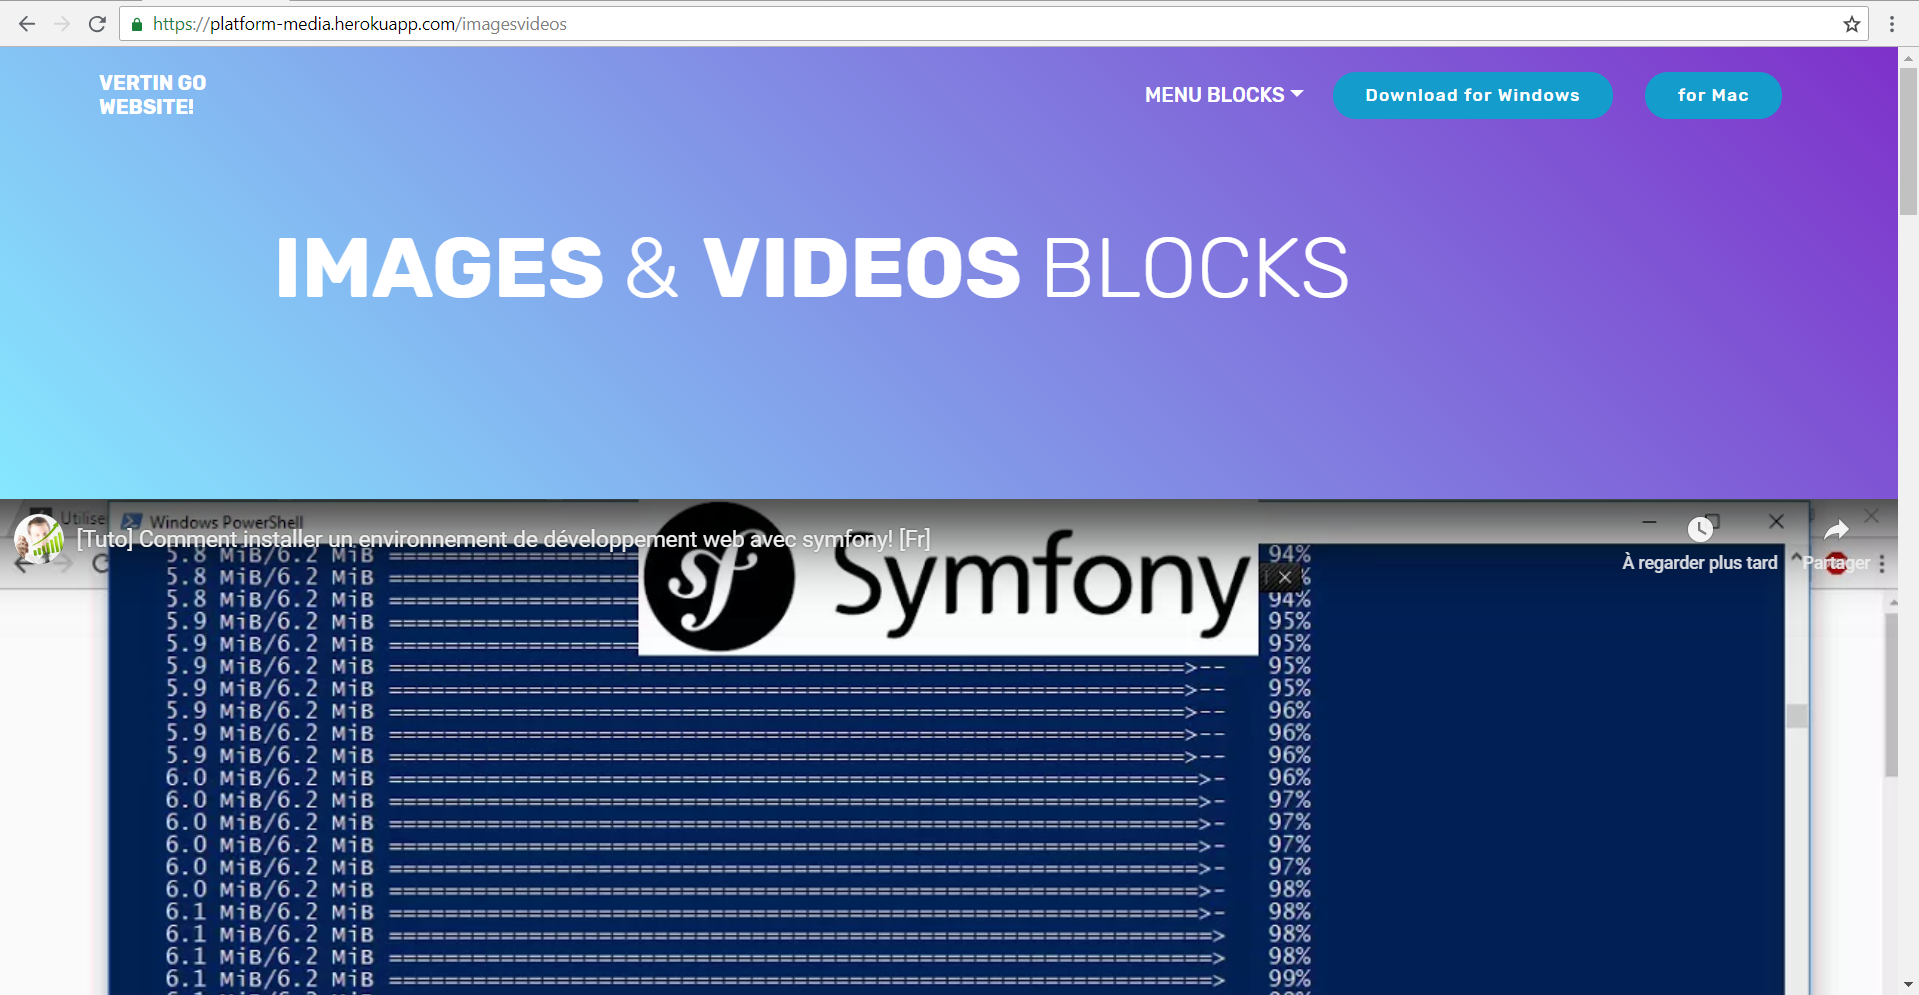 https://platform-media.herokuapp.com/imagesvideos
VERTIN GO
WEBSITE!
MENU BLOCKS
Download for Windows
for Mac
IMAGES & VIDEOS BLOCKS
Utilise
Windows PowerShell
[Tuto] Comment installer un environnement de développement web avec symfony! [Fr]
À regarder plus tard
Partager
sf Symfony
5.8 MiB/6.2 MiB 94%
5.8 MiB/6.2 MiB
5.8 MiB/6.2 MiB 94%
5.9 MiB/6.2 MiB 95%
5.9 MiB/6.2 MiB 95%
5.9 MiB/6.2 MiB >-- 95%
5.9 MiB/6.2 MiB >-- 95%
5.9 MiB/6.2 MiB >-- 96%
5.9 MiB/6.2 MiB >-- 96%
5.9 MiB/6.2 MiB >-- 96%
6.0 MiB/6.2 MiB >- 96%
6.0 MiB/6.2 MiB >- 97%
6.0 MiB/6.2 MiB >- 97%
6.0 MiB/6.2 MiB >- 97%
6.0 MiB/6.2 MiB >- 97%
6.0 MiB/6.2 MiB >- 98%
6.1 MiB/6.2 MiB >- 98%
6.1 MiB/6.2 MiB > 98%
6.1 MiB/6.2 MiB > 98%
6.1 MiB/6.2 MiB > 99%